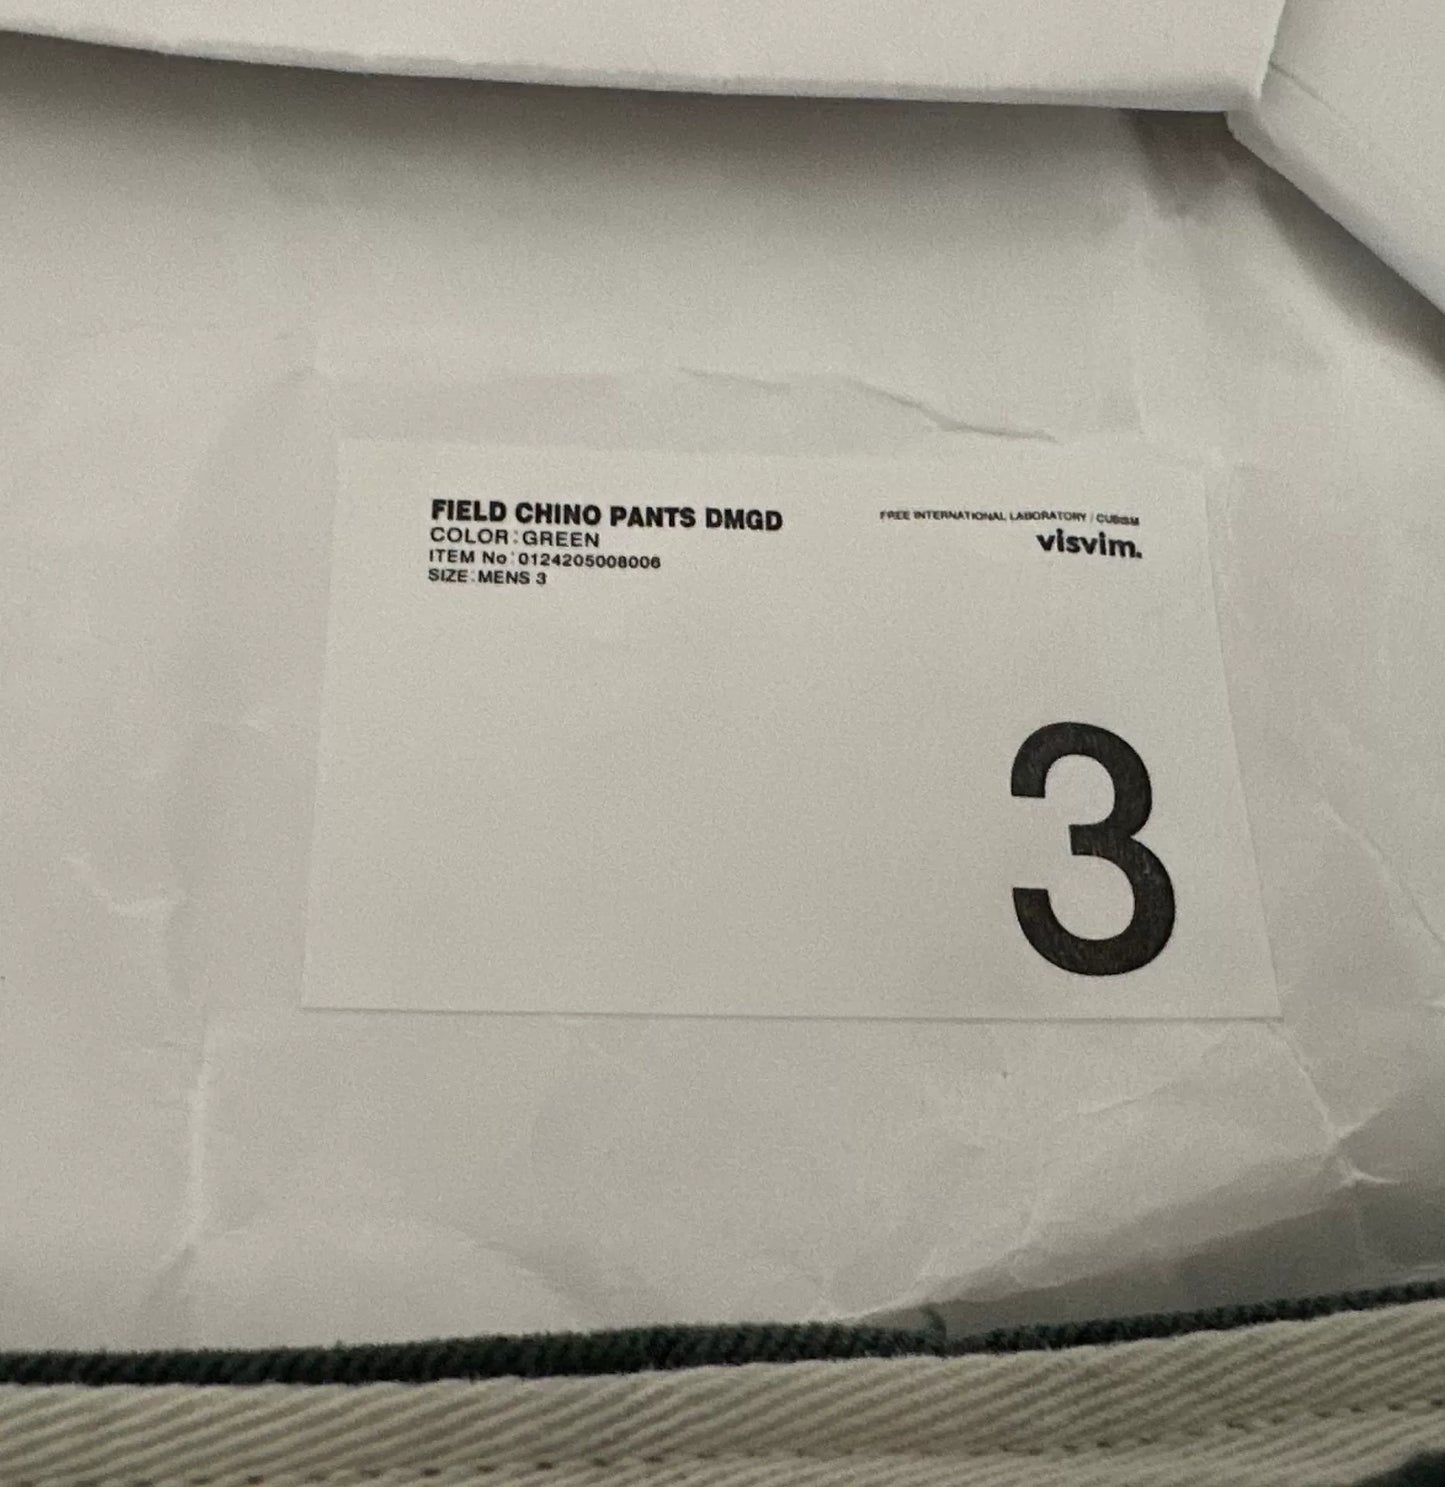 FIELD CHINO PANTS DMGD
COLOR:GREEN
ITEM No:0124205008006
SIZE:MENS 3
FREE INTERNATIONAL LABORATORY / CUBISM
visvim.
3